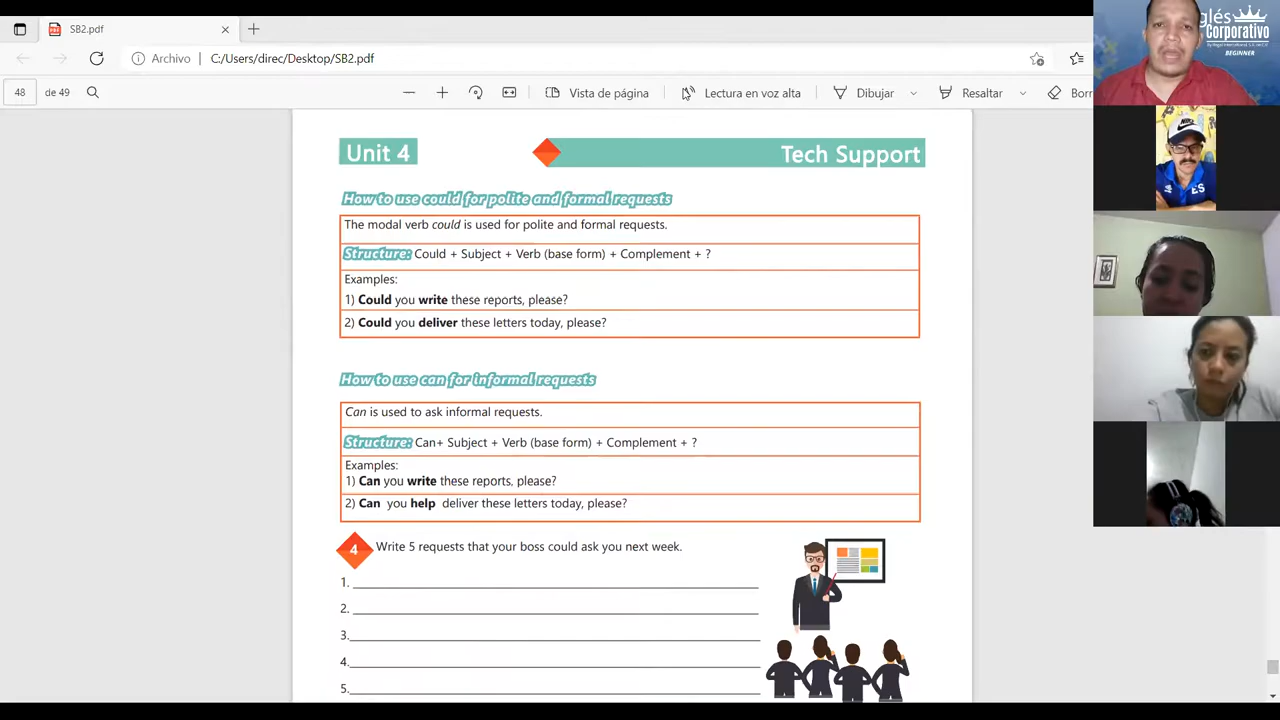 SB2.pdf
Archivo
C:/Users/direc/Desktop/SB2.pdf
48
de 49
Vista de página
Lectura en voz alta
Dibujar
Resaltar
Borr
glés
Corporativo
BEGINNER
Unit 4
Tech Support
How to use could for polite and formal requests
The modal verb could is used for polite and formal requests.
Structure: Could + Subject + Verb (base form) + Complement + ?
Examples:
1) Could you write these reports, please?
2) Could you deliver these letters today, please?
How to use can for informal requests
Can is used to ask informal requests.
Structure: Can+ Subject + Verb (base form) + Complement + ?
Examples:
1) Can you write these reports, please?
2) Can you help deliver these letters today, please?
4 Write 5 requests that your boss could ask you next week.
1.
2.
3.
4.
5.
ES